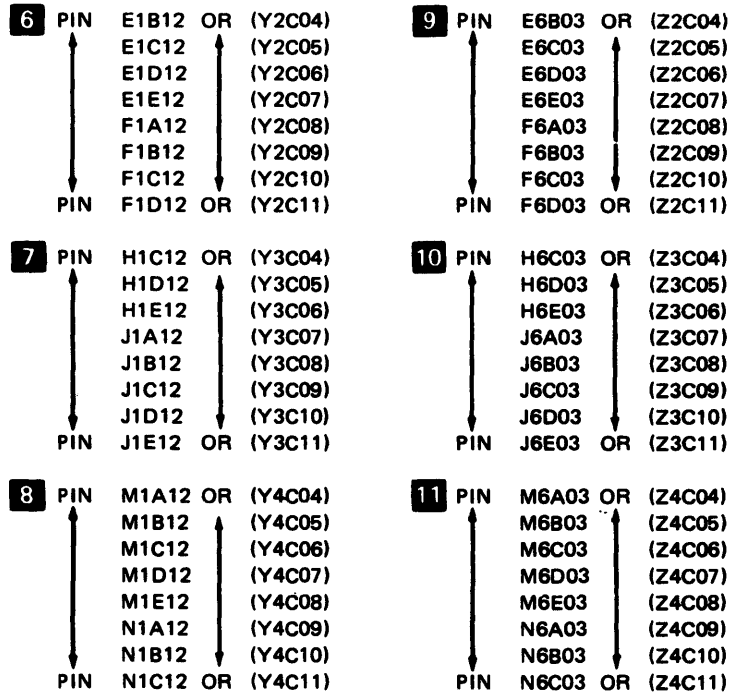 6 PIN E1B12 OR (Y2C04)
E1C12 (Y2C05)
E1D12 (Y2C06)
E1E12 (Y2C07)
F1A12 (Y2C08)
F1B12 (Y2C09)
F1C12 (Y2C10)
PIN F1D12 OR (Y2C11)
7 PIN H1C12 OR (Y3C04)
H1D12 (Y3C05)
H1E12 (Y3C06)
J1A12 (Y3C07)
J1B12 (Y3C08)
J1C12 (Y3C09)
J1D12 (Y3C10)
PIN J1E12 OR (Y3C11)
8 PIN M1A12 OR (Y4C04)
M1B12 (Y4C05)
M1C12 (Y4C06)
M1D12 (Y4C07)
M1E12 (Y4C08)
N1A12 (Y4C09)
N1B12 (Y4C10)
PIN N1C12 OR (Y4C11)
9 PIN E6B03 OR (Z2C04)
E6C03 (Z2C05)
E6D03 (Z2C06)
E6E03 (Z2C07)
F6A03 (Z2C08)
F6B03 (Z2C09)
F6C03 (Z2C10)
PIN F6D03 OR (Z2C11)
10 PIN H6C03 OR (Z3C04)
H6D03 (Z3C05)
H6E03 (Z3C06)
J6A03 (Z3C07)
J6B03 (Z3C08)
J6C03 (Z3C09)
J6D03 (Z3C10)
PIN J6E03 OR (Z3C11)
11 PIN M6A03 OR (Z4C04)
M6B03 (Z4C05)
M6C03 (Z4C06)
M6D03 (Z4C07)
M6E03 (Z4C08)
N6A03 (Z4C09)
N6B03 (Z4C10)
PIN N6C03 OR (Z4C11)